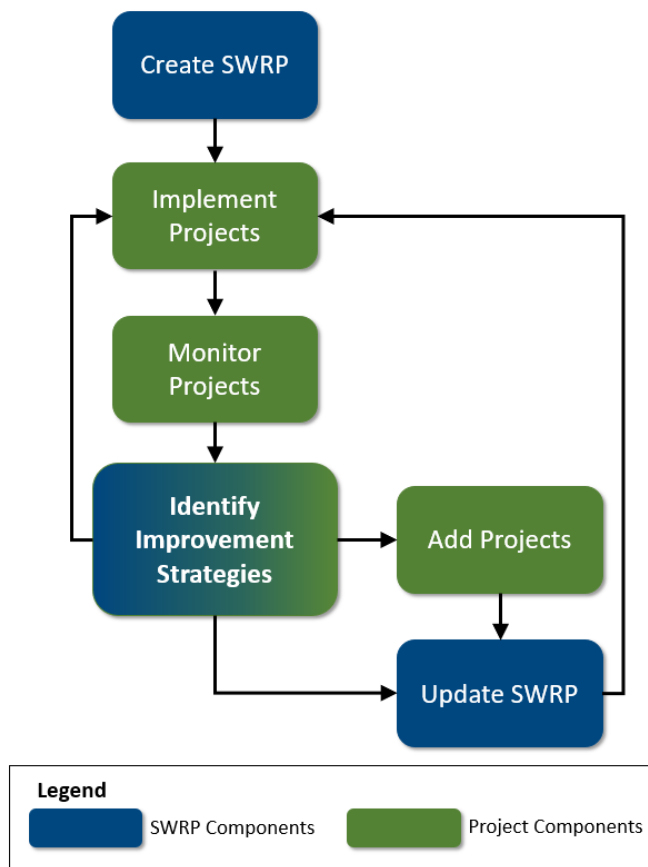 Create SWRP
Implement
Projects
Monitor
Projects
Identify
Improvement
Strategies
Add Projects
Update SWRP
Legend
SWRP Components
Project Components